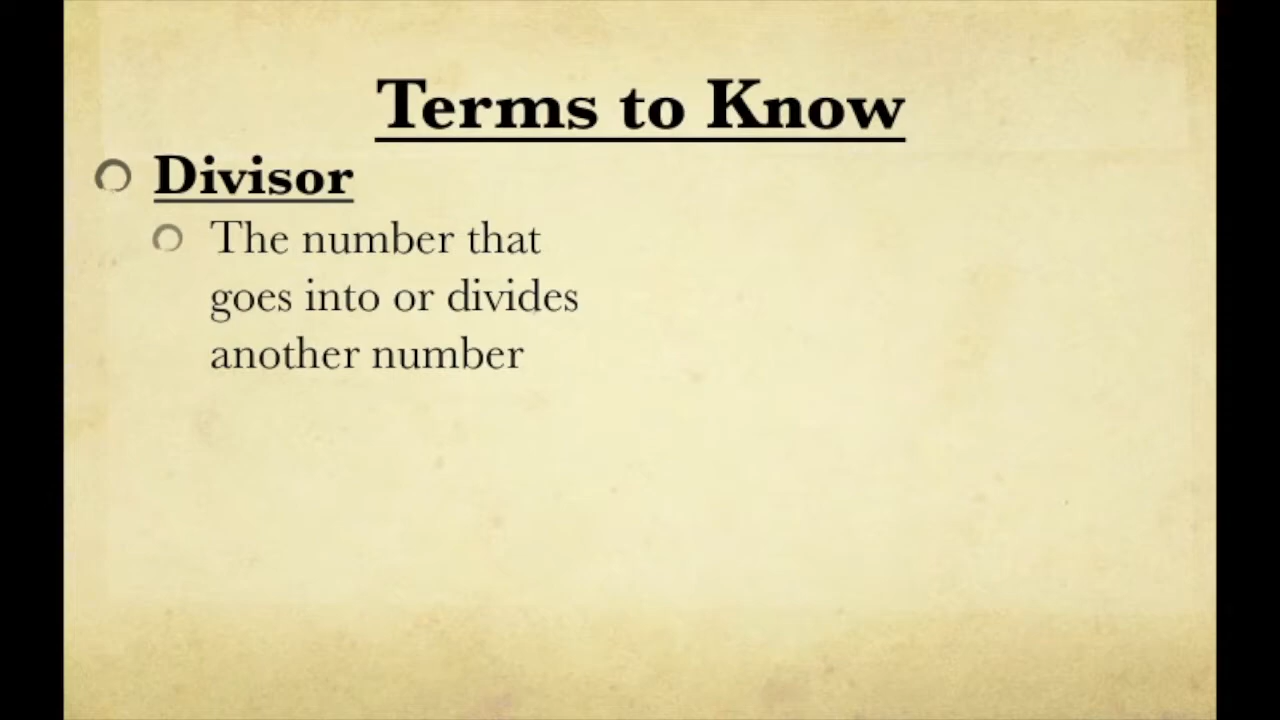 Terms to Know
Divisor
The number that
goes into or divides
another number